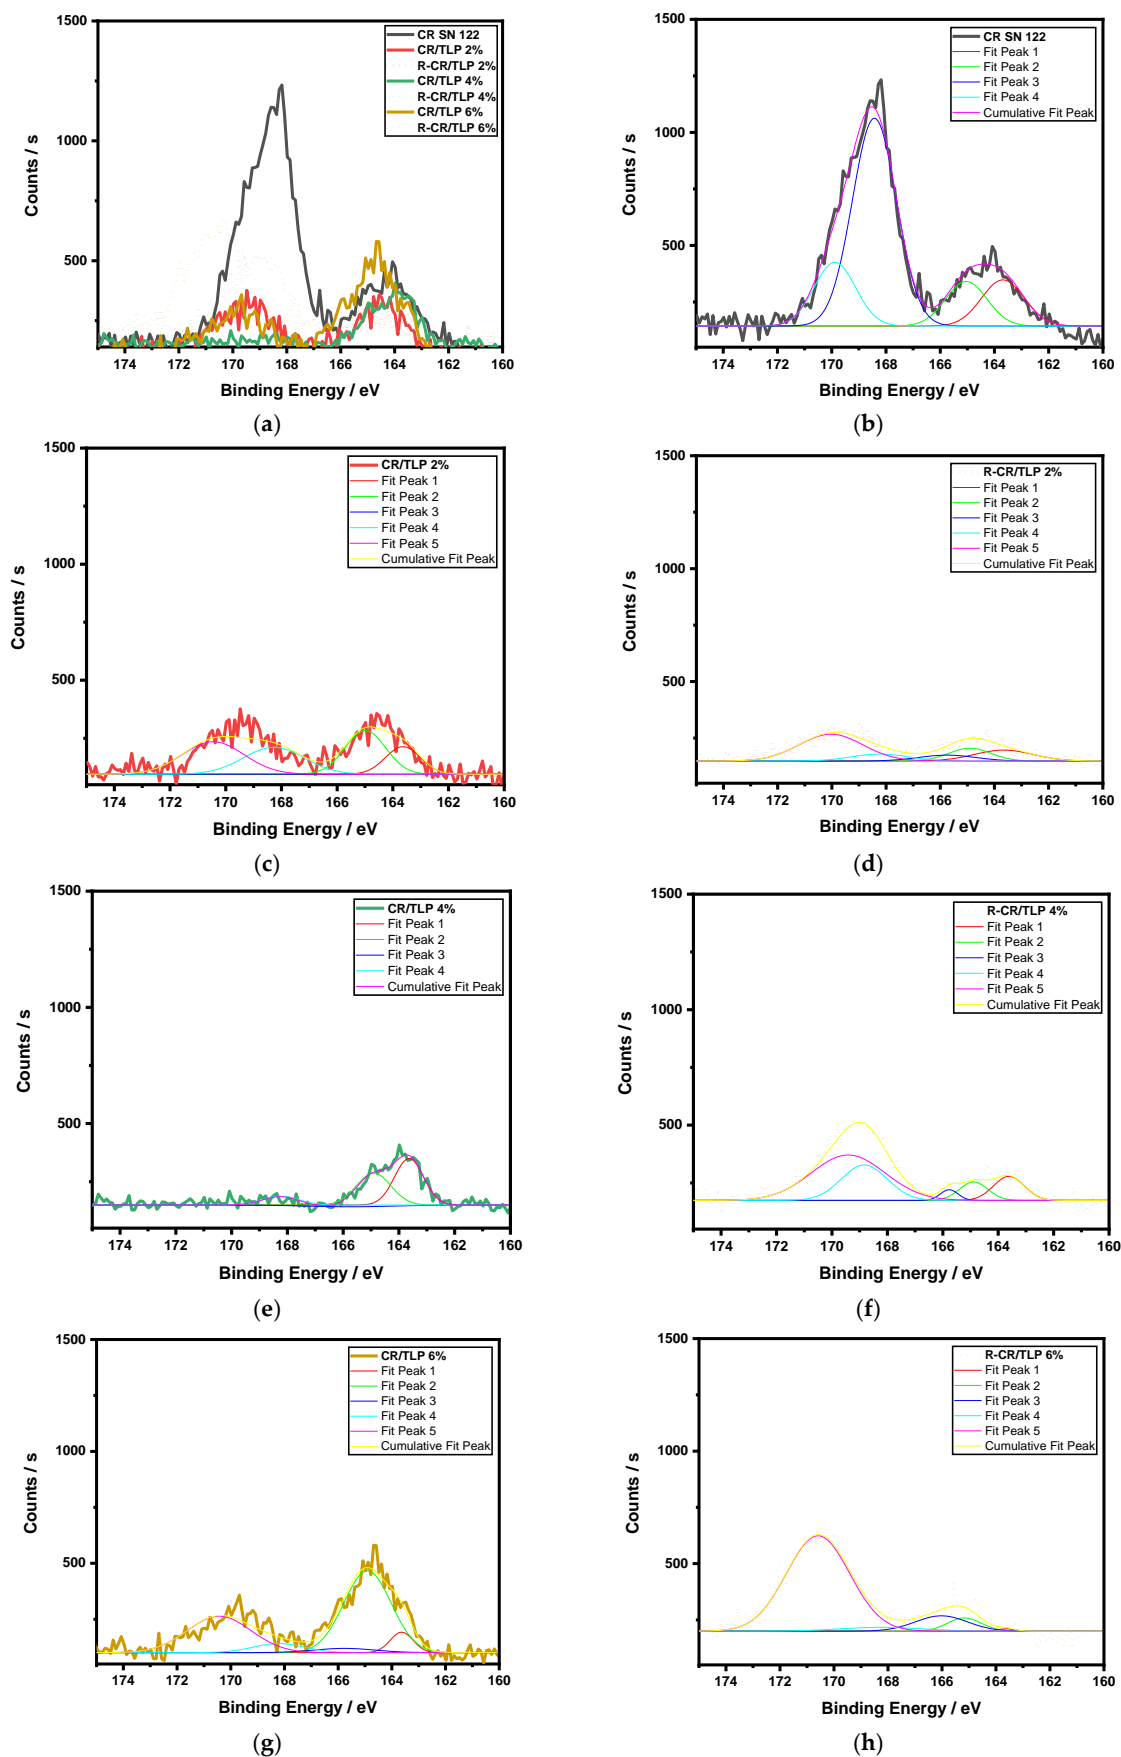 1500
1000
500
Counts / s
CR SN 122
CR/TLP 2%
R-CR/TLP 2%
CR/TLP 4%
R-CR/TLP 4%
CR/TLP 6%
R-CR/TLP 6%
174 172 170 168 166 164 162 160
Binding Energy / eV
(a)
1500
1000
500
Counts / s
CR SN 122
Fit Peak 1
Fit Peak 2
Fit Peak 3
Fit Peak 4
Cumulative Fit Peak
174 172 170 168 166 164 162 160
Binding Energy / eV
(b)
1500
1000
500
Counts / s
CR/TLP 2%
Fit Peak 1
Fit Peak 2
Fit Peak 3
Fit Peak 4
Fit Peak 5
Cumulative Fit Peak
174 172 170 168 166 164 162 160
Binding Energy / eV
(c)
1500
1000
500
Counts / s
R-CR/TLP 2%
Fit Peak 1
Fit Peak 2
Fit Peak 3
Fit Peak 4
Fit Peak 5
Cumulative Fit Peak
174 172 170 168 166 164 162 160
Binding Energy / eV
(d)
1500
1000
500
Counts / s
CR/TLP 4%
Fit Peak 1
Fit Peak 2
Fit Peak 3
Fit Peak 4
Cumulative Fit Peak
174 172 170 168 166 164 162 160
Binding Energy / eV
(e)
1500
1000
500
Counts / s
R-CR/TLP 4%
Fit Peak 1
Fit Peak 2
Fit Peak 3
Fit Peak 4
Fit Peak 5
Cumulative Fit Peak
174 172 170 168 166 164 162 160
Binding Energy / eV
(f)
1500
1000
500
Counts / s
CR/TLP 6%
Fit Peak 1
Fit Peak 2
Fit Peak 3
Fit Peak 4
Fit Peak 5
Cumulative Fit Peak
174 172 170 168 166 164 162 160
Binding Energy / eV
(g)
1500
1000
500
Counts / s
R-CR/TLP 6%
Fit Peak 1
Fit Peak 2
Fit Peak 3
Fit Peak 4
Fit Peak 5
Cumulative Fit Peak
174 172 170 168 166 164 162 160
Binding Energy / eV
(h)